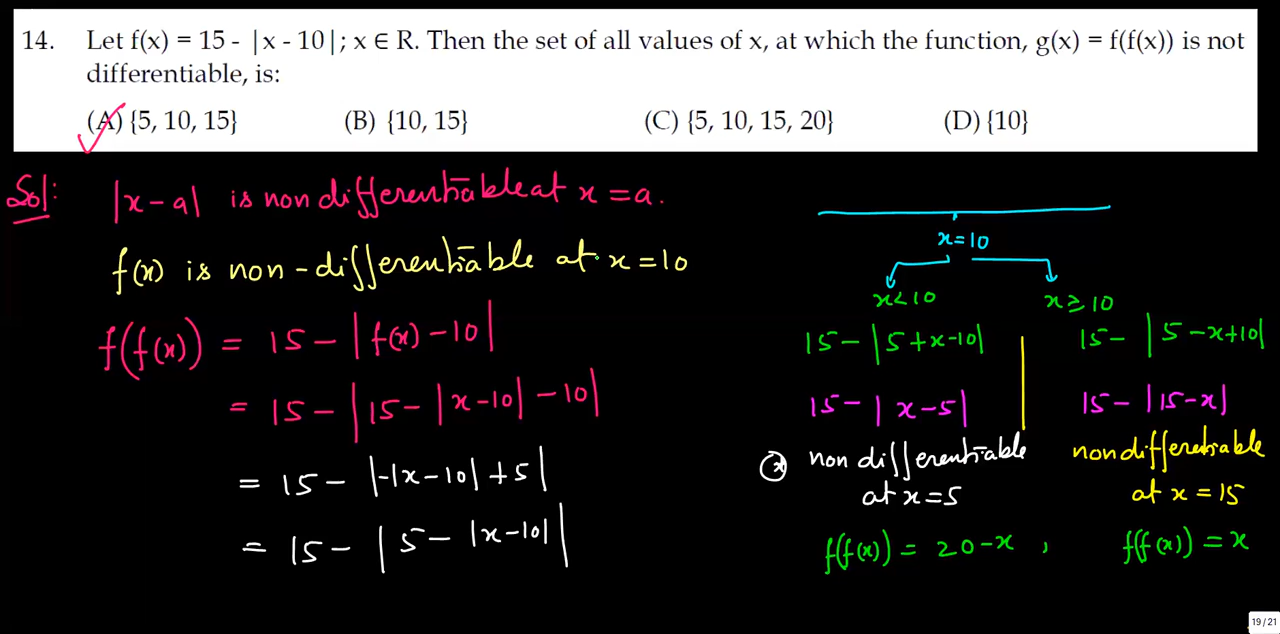 14. Let f(x) = 15 - |x - 10|; x ∈ R. Then the set of all values of x, at which the function, g(x) = f(f(x)) is not
differentiable, is:
(A) {5, 10, 15} (B) {10, 15} (C) {5, 10, 15, 20} (D) {10}
Sol: |x-a| is non differentiable at x = a.
f(x) is non-differentiable at x = 10
f(f(x)) = 15 - |f(x) - 10|
= 15 - |15 - |x-10| - 10|
= 15 - |-|x-10| + 5|
= 15 - |5 - |x-10||
x = 10
x < 10
15 - |5 + x - 10|
15 - |x - 5|
non differentiable
at x = 5
f(f(x)) = 20 - x ,
x ≥ 10
15 - |5 - x + 10|
15 - |15 - x|
non differentiable
at x = 15
f(f(x)) = x
19 / 21